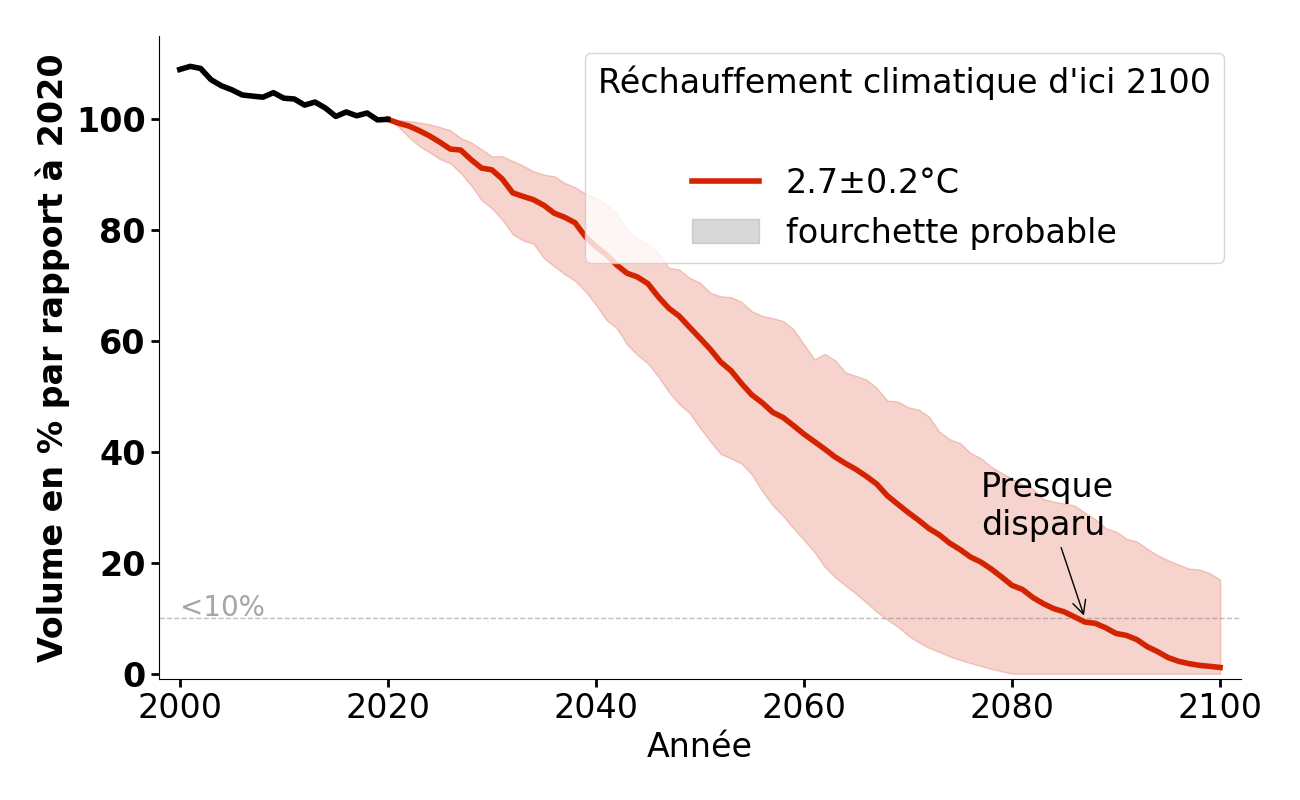 Volume en % par rapport à 2020
100
80
60
40
20
0
Réchauffement climatique d'ici 2100
2.7±0.2°C
fourchette probable
Presque
disparu
<10%
2000
2020
2040
2060
2080
2100
Année